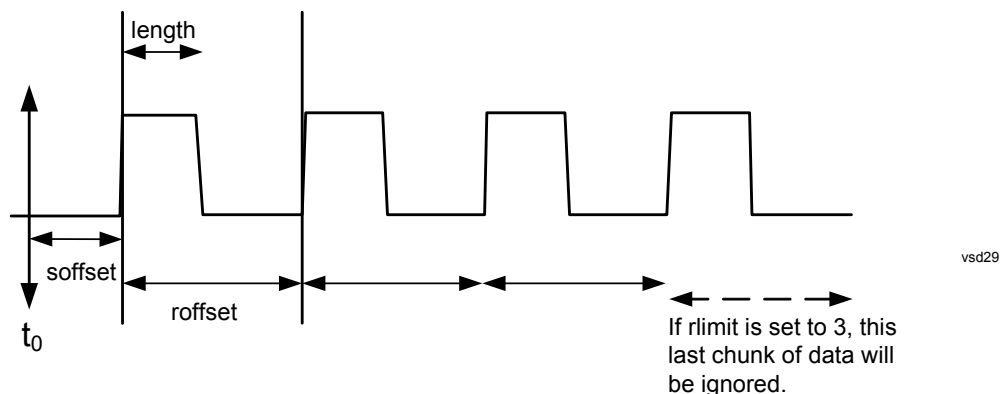 length
soffset
roffset
t₀
vsd29
If rlimit is set to 3, this
last chunk of data will
be ignored.